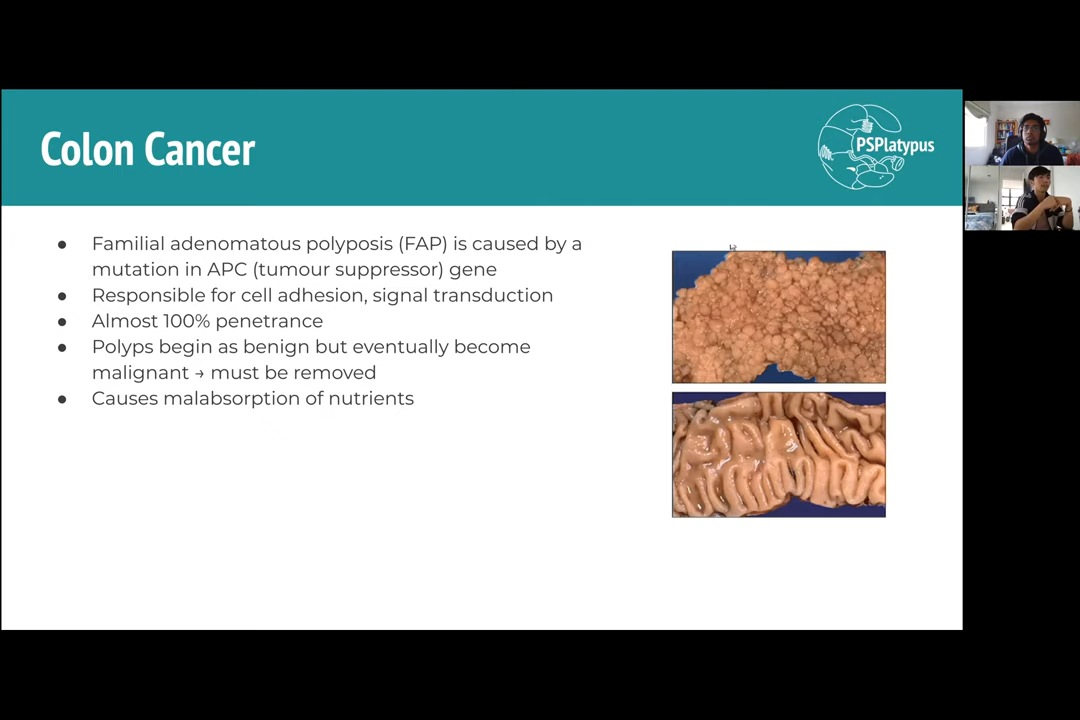 Colon Cancer
PSPlatypus
● Familial adenomatous polyposis (FAP) is caused by a
mutation in APC (tumour suppressor) gene
● Responsible for cell adhesion, signal transduction
● Almost 100% penetrance
● Polyps begin as benign but eventually become
malignant → must be removed
● Causes malabsorption of nutrients